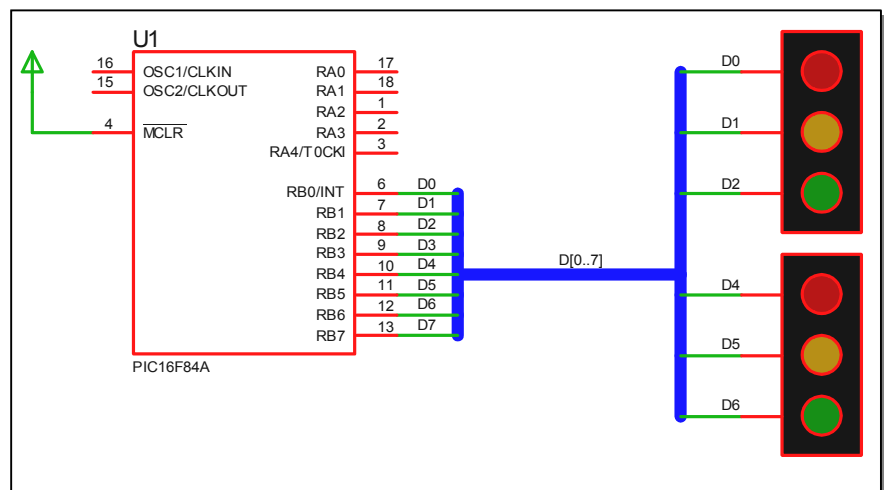 U1
16 OSC1/CLKIN RA0 17
15 OSC2/CLKOUT RA1 18
RA2 1
4 MCLR RA3 2
RA4/T0CKI 3
RB0/INT 6 D0
RB1 7 D1
RB2 8 D2
RB3 9 D3
RB4 10 D4
RB5 11 D5
RB6 12 D6
RB7 13 D7
PIC16F84A
D[0..7]
D0
D1
D2
D4
D5
D6